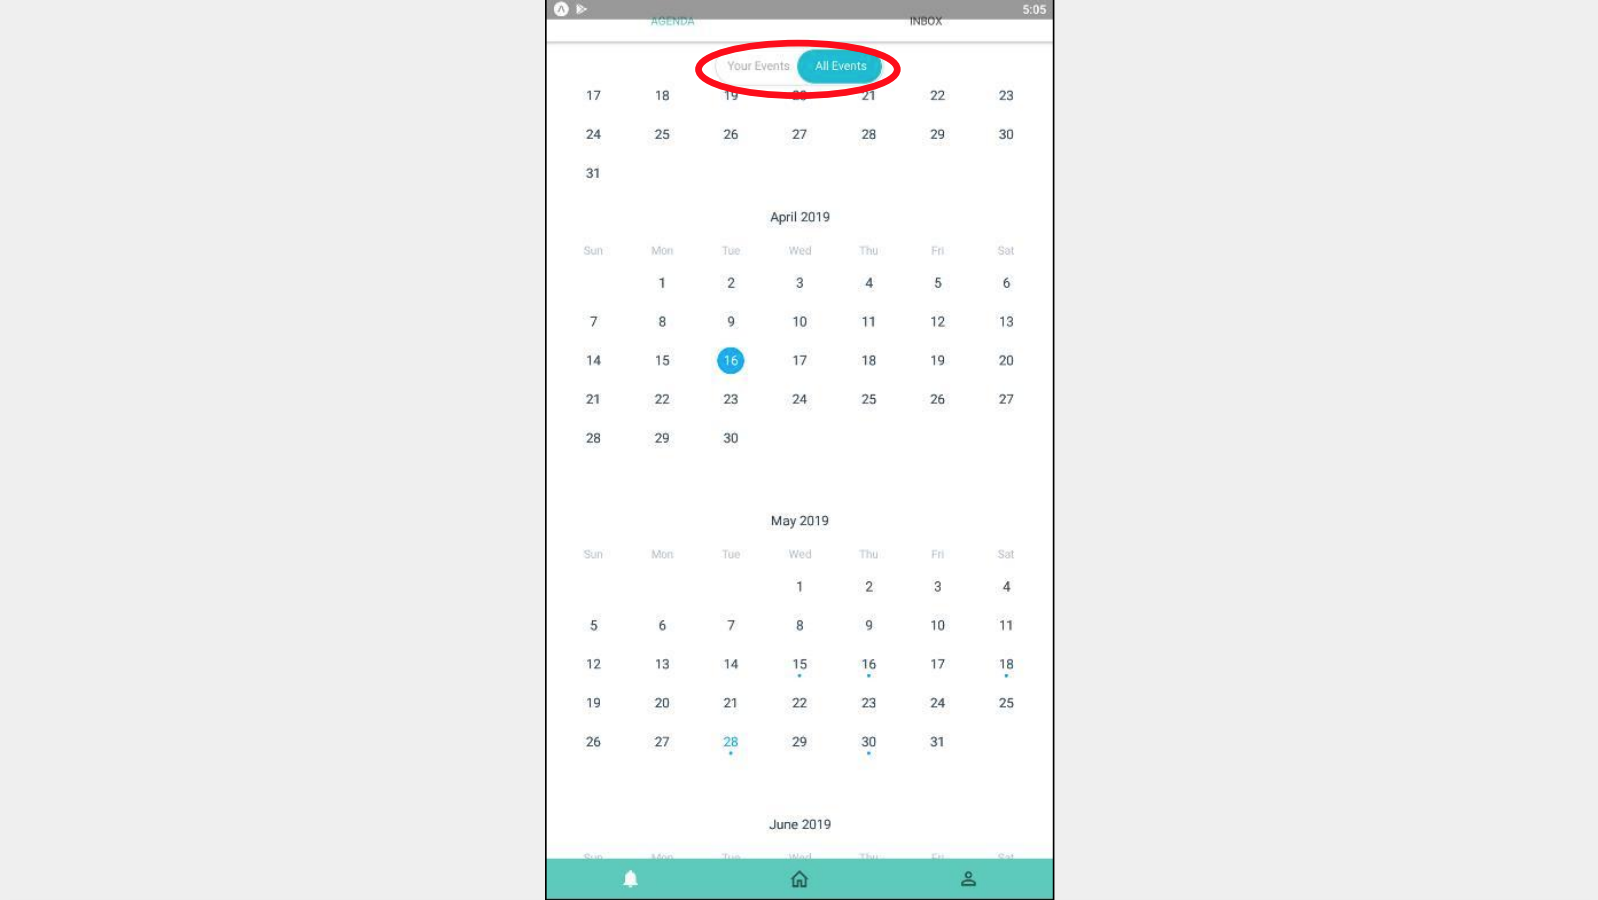 5:05
AGENDA INBOX
Your Events All Events
17 18 19 20 21 22 23
24 25 26 27 28 29 30
31
April 2019
Sun Mon Tue Wed Thu Fri Sat
1 2 3 4 5 6
7 8 9 10 11 12 13
14 15 16 17 18 19 20
21 22 23 24 25 26 27
28 29 30
May 2019
Sun Mon Tue Wed Thu Fri Sat
1 2 3 4
5 6 7 8 9 10 11
12 13 14 15 16 17 18
19 20 21 22 23 24 25
26 27 28 29 30 31
June 2019
Sun Mon Tue Wed Thu Fri Sat